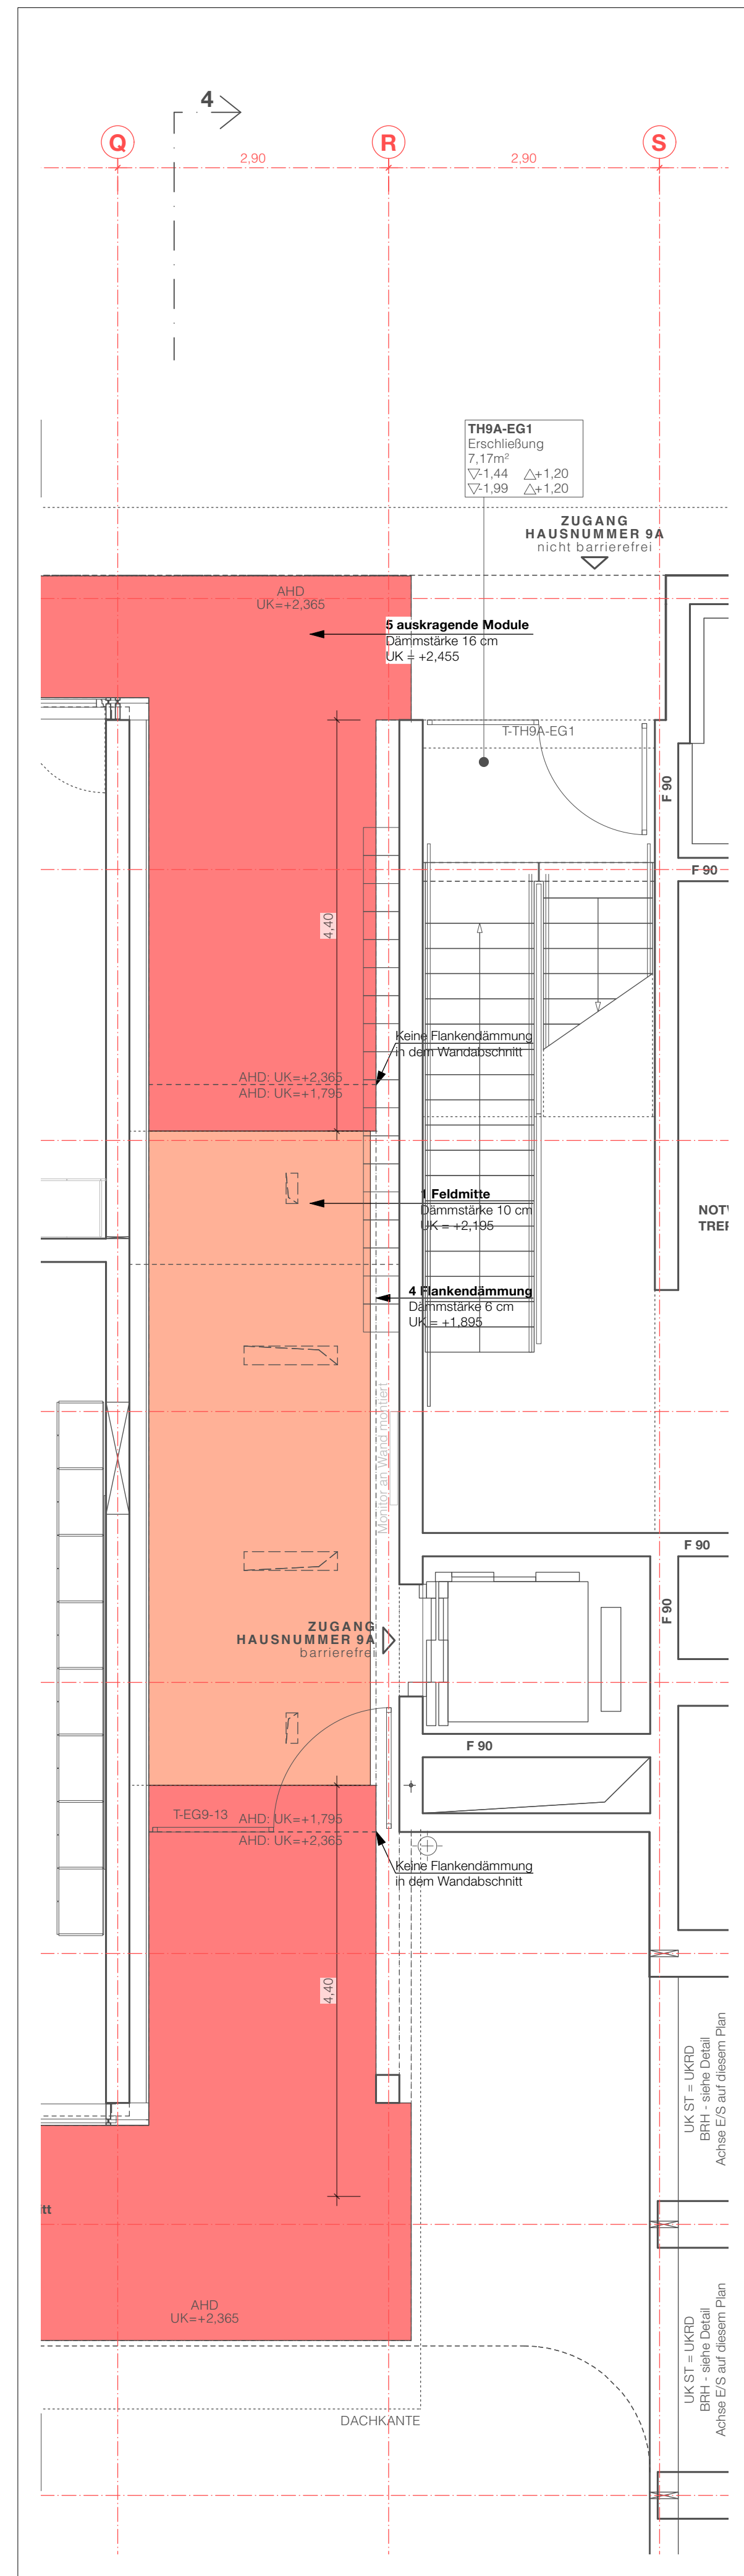 4
Q
R
S
2,90
2,90
TH9A-EG1
Erschließung
7,17m²
▽-1,44 △+1,20
▽-1,99 △+1,20
ZUGANG
HAUSNUMMER 9A
nicht barrierefrei
AHD
UK=+2,365
5 auskragende Module
Dämmstärke 16 cm
UK = +2,455
T-TH9A-EG1
F 90
F 90
4,40
Keine Flankendämmung
in dem Wandabschnitt
AHD: UK=+2,365
AHD: UK=+1,795
1 Feldmitte
Dämmstärke 10 cm
UK = +2,195
4 Flankendämmung
Dämmstärke 6 cm
UK = +1,895
Monitor an Wand montiert
F 90
F 90
ZUGANG
HAUSNUMMER 9A
barrierefrei
F 90
T-EG9-13
AHD: UK=+1,795
AHD: UK=+2,365
Keine Flankendämmung
in dem Wandabschnitt
4,40
UK ST = UKRD
BRH - siehe Detail
Achse E/S auf diesem Plan
AHD
UK=+2,365
UK ST = UKRD
BRH - siehe Detail
Achse E/S auf diesem Plan
DACHKANTE